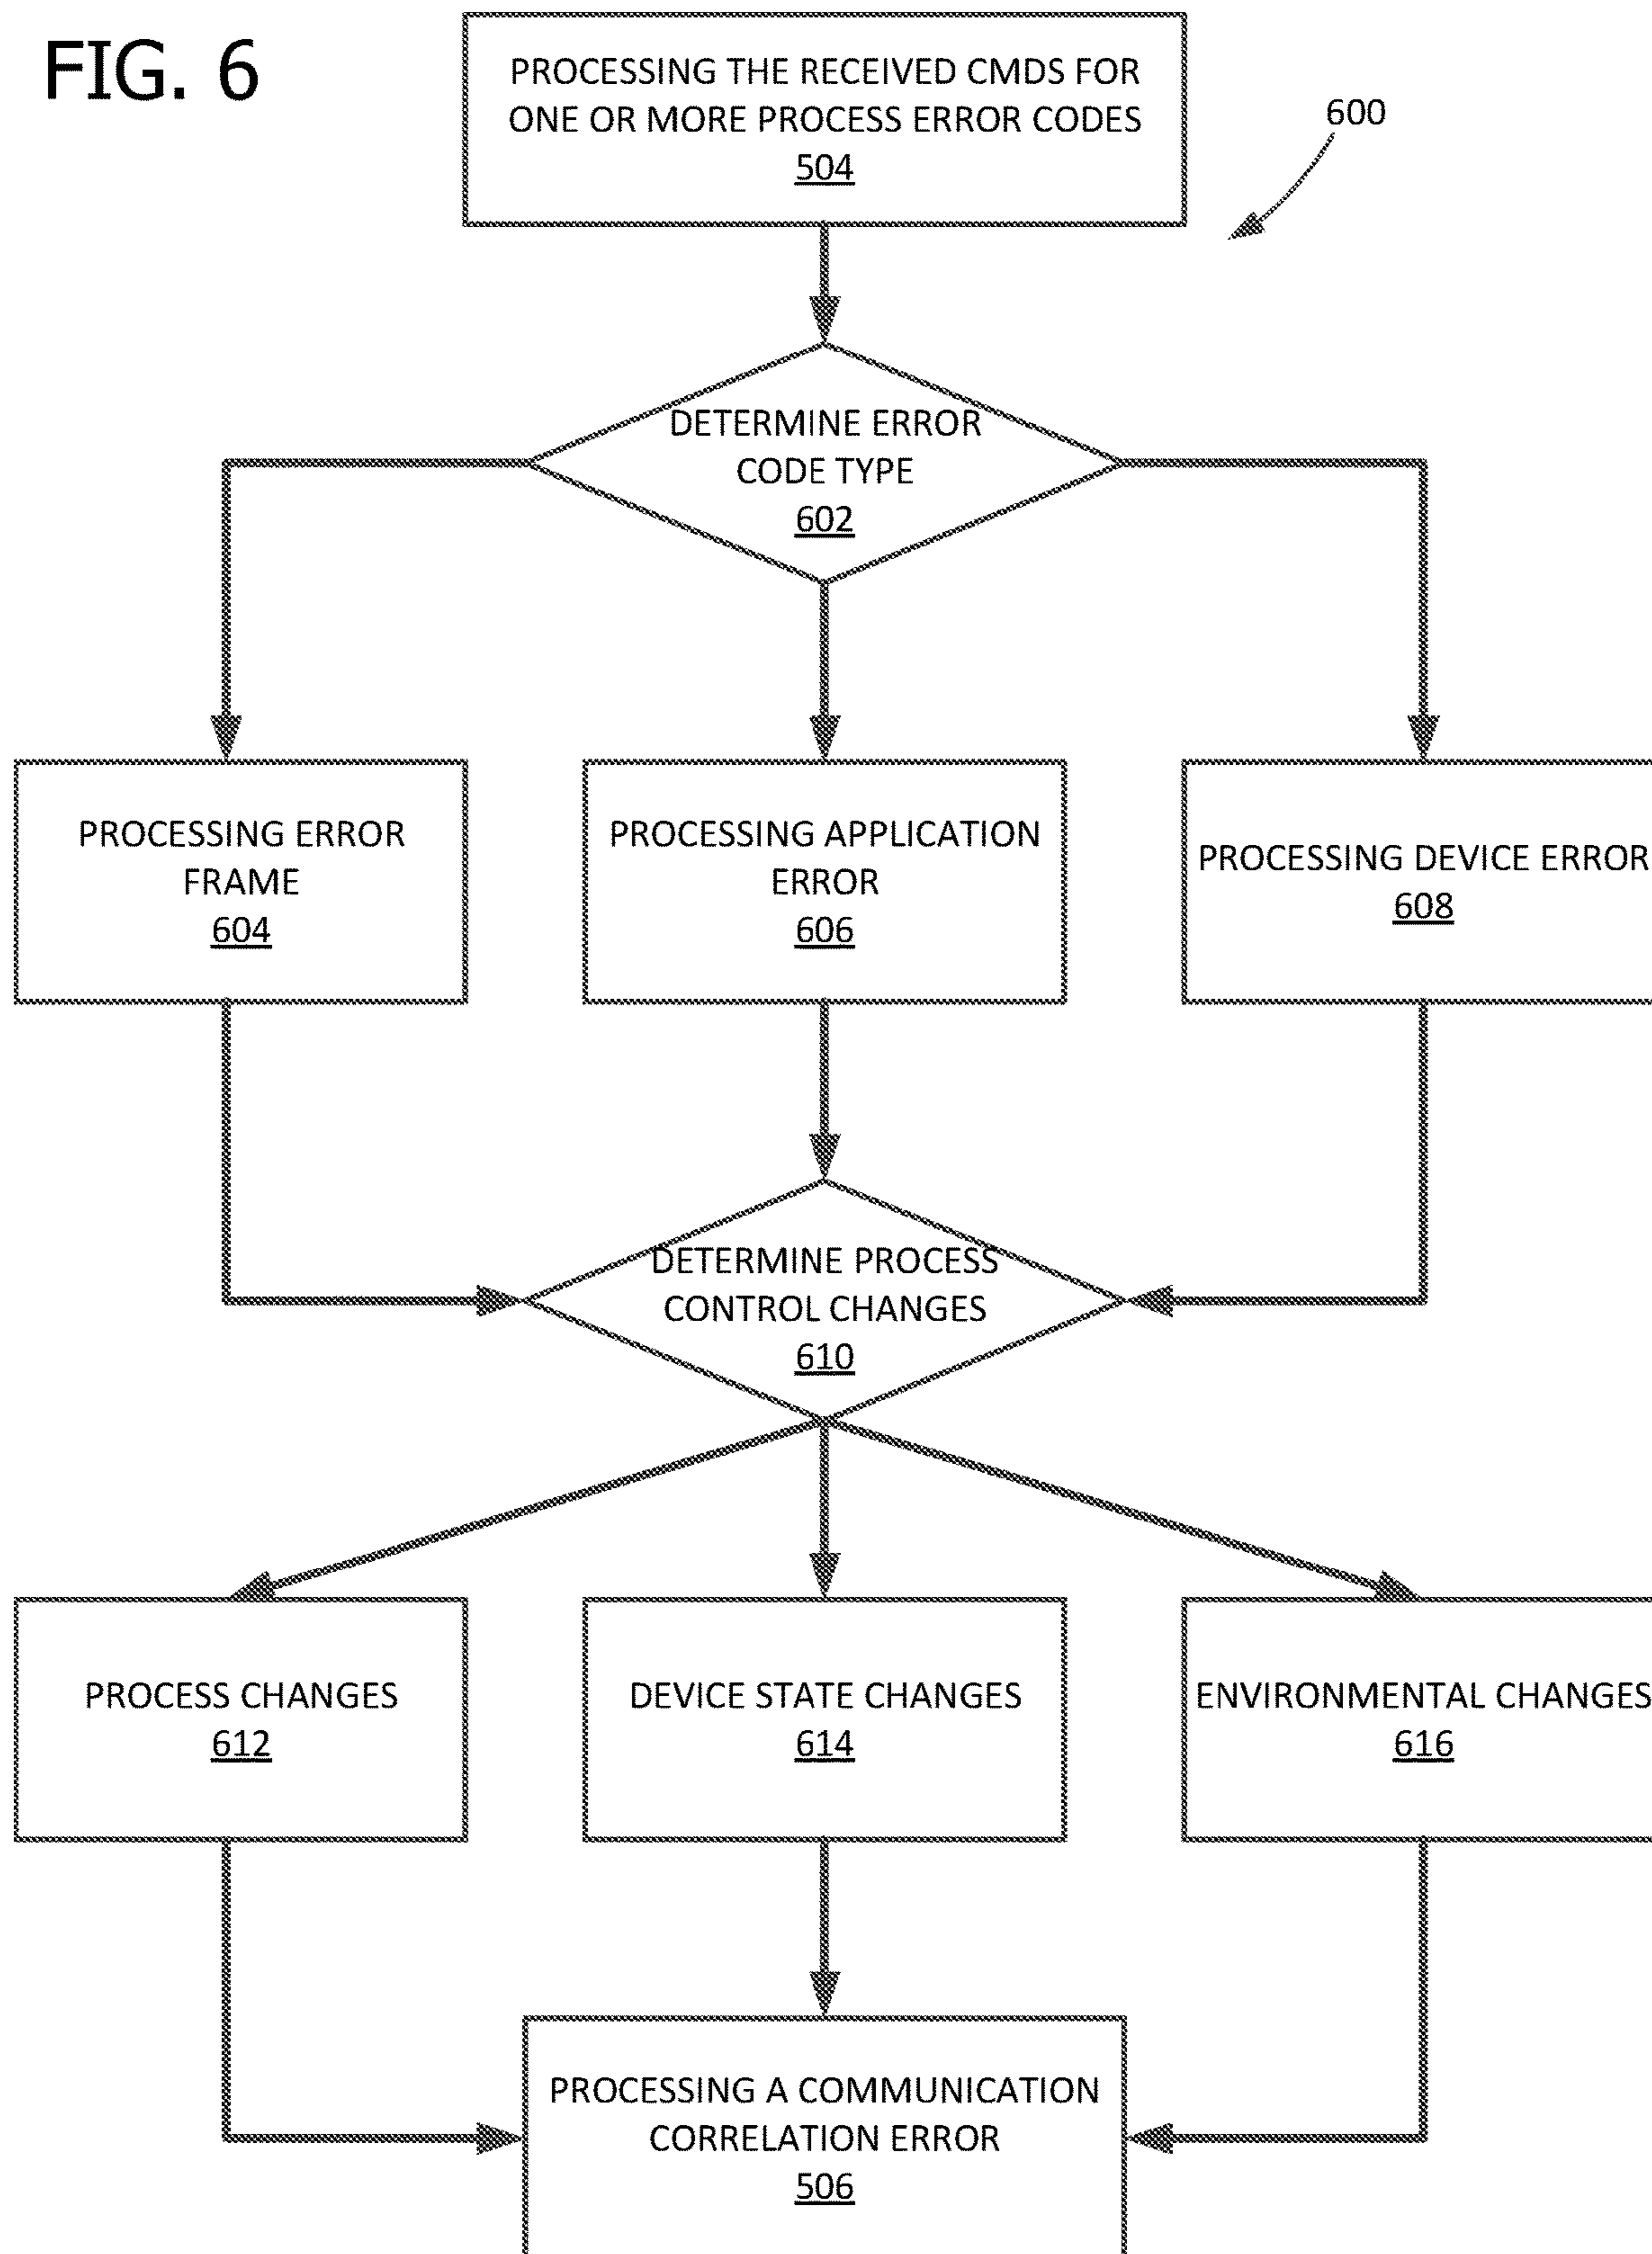 FIG. 6
PROCESSING THE RECEIVED CMDS FOR
ONE OR MORE PROCESS ERROR CODES
504
600
DETERMINE ERROR
CODE TYPE
602
PROCESSING ERROR
FRAME
604
PROCESSING APPLICATION
ERROR
606
PROCESSING DEVICE ERROR
608
DETERMINE PROCESS
CONTROL CHANGES
610
PROCESS CHANGES
612
DEVICE STATE CHANGES
614
ENVIRONMENTAL CHANGES
616
PROCESSING A COMMUNICATION
CORRELATION ERROR
506